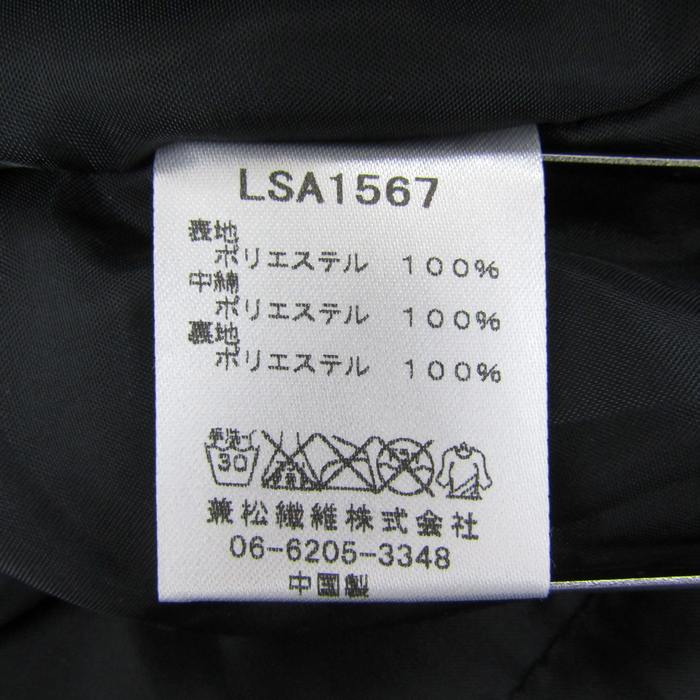 LSA1567
表地
ポリエステル 100%
中綿
ポリエステル 100%
裏地
ポリエステル 100%
手洗イ
30
兼松繊維株式会社
06-6205-3348
中国製